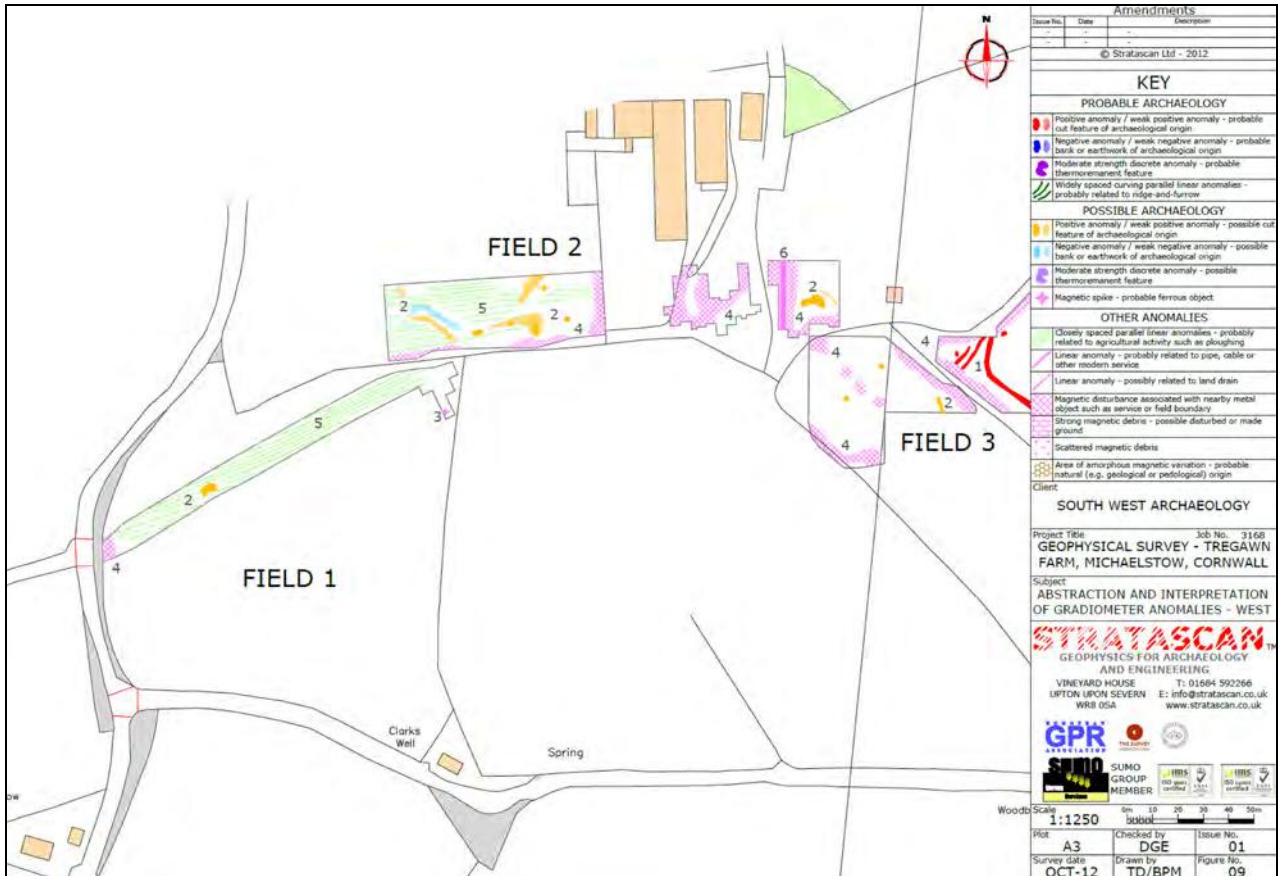 N
FIELD 2
6
2
2
5
2
4
4
4
4
4
1
2
3
5
FIELD 3
4
2
4
FIELD 1
Clarks
Well
Spring
ow
Woodb
Amendments
Issue No. Date Description
- - -
- - -
© Stratascan Ltd - 2012
KEY
PROBABLE ARCHAEOLOGY
Positive anomaly / weak positive anomaly - probable
cut feature of archaeological origin
Negative anomaly / weak negative anomaly - probable
bank or earthwork of archaeological origin
Moderate strength discrete anomaly - probable
thermoremanent feature
Widely spaced curving parallel linear anomalies -
probably related to ridge-and-furrow
POSSIBLE ARCHAEOLOGY
Positive anomaly / weak positive anomaly - possible cut
feature of archaeological origin
Negative anomaly / weak negative anomaly - possible
bank or earthwork of archaeological origin
Moderate strength discrete anomaly - possible
thermoremanent feature
Magnetic spike - probable ferrous object
OTHER ANOMALIES
Closely spaced parallel linear anomalies - probably
related to agricultural activity such as ploughing
Linear anomaly - probably related to pipe, cable or
other modern service
Linear anomaly - possibly related to land drain
Magnetic disturbance associated with nearby metal
object such as service or field boundary
Strong magnetic debris - possible disturbed or made
ground
Scattered magnetic debris
Area of amorphous magnetic variation - probable
natural (e.g. geological or pedological) origin
Client
SOUTH WEST ARCHAEOLOGY
Project Title Job No. 3168
GEOPHYSICAL SURVEY - TREGAWN
FARM, MICHAELSTOW, CORNWALL
Subject
ABSTRACTION AND INTERPRETATION
OF GRADIOMETER ANOMALIES - WEST
STRATASCAN TM
GEOPHYSICS FOR ARCHAEOLOGY
AND ENGINEERING
VINEYARD HOUSE T: 01684 592266
UPTON UPON SEVERN E: info@stratascan.co.uk
WR8 0SA www.stratascan.co.uk
EUROPEAN
GPR
ASSOCIATION
SUMO
Services
SUMO
GROUP
MEMBER
Scale
1:1250
0m 10 20 30 40 50m
Plot Checked by Issue No.
A3 DGE 01
Survey date Drawn by Figure No.
OCT-12 TD/BPM 09